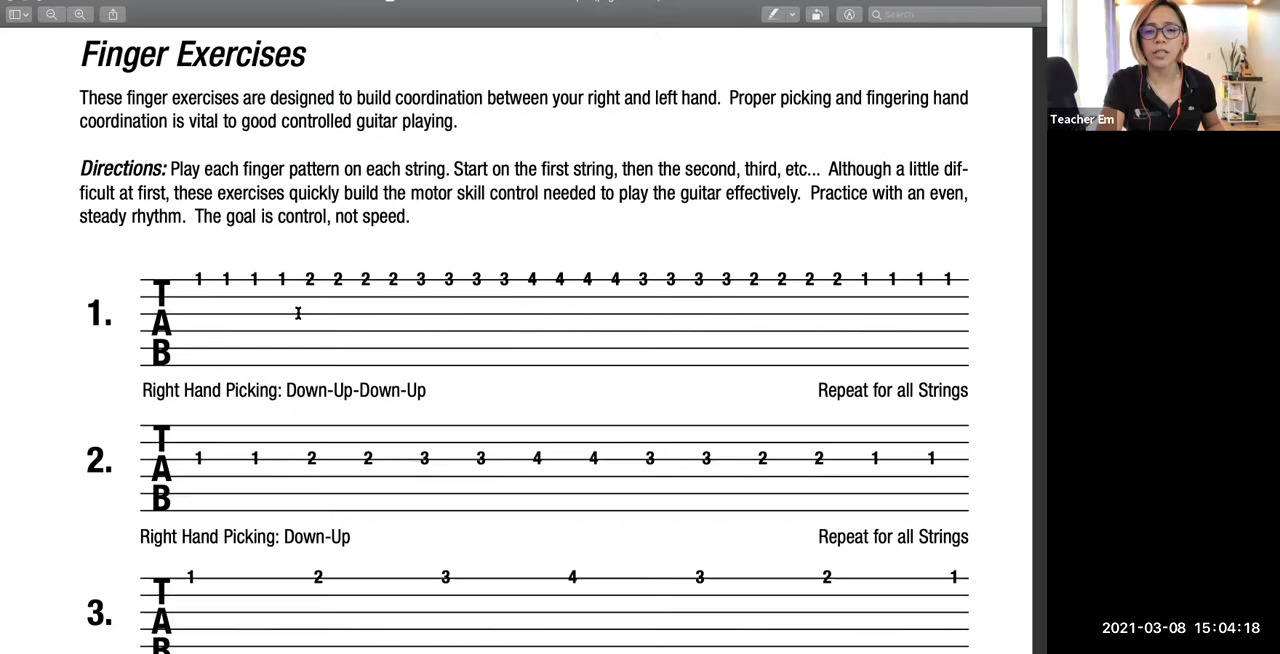 Search
Finger Exercises
These finger exercises are designed to build coordination between your right and left hand. Proper picking and fingering hand
coordination is vital to good controlled guitar playing.
Directions: Play each finger pattern on each string. Start on the first string, then the second, third, etc... Although a little dif-
ficult at first, these exercises quickly build the motor skill control needed to play the guitar effectively. Practice with an even,
steady rhythm. The goal is control, not speed.
1.
TAB
1 1 1 1 2 2 2 2 3 3 3 3 4 4 4 4 3 3 3 3 2 2 2 2 1 1 1 1
Right Hand Picking: Down-Up-Down-Up Repeat for all Strings
2.
TAB
1 1 2 2 3 3 4 4 3 3 2 2 1 1
Right Hand Picking: Down-Up Repeat for all Strings
3.
TAB
1 2 3 4 3 2 1
Teacher Em
2021-03-08 15:04:18